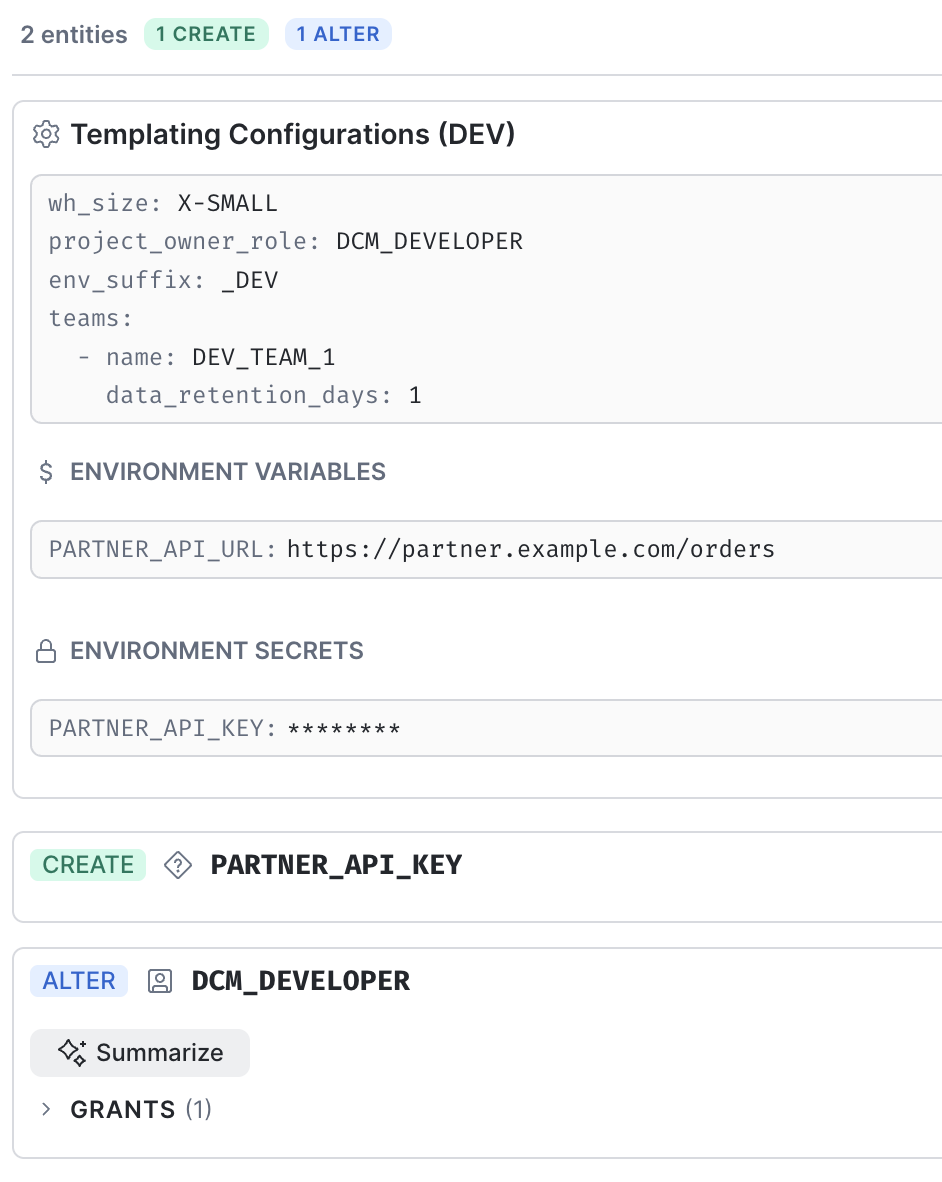 2 entities 1 CREATE 1 ALTER
Templating Configurations (DEV)
wh_size: X-SMALL
project_owner_role: DCM_DEVELOPER
env_suffix: _DEV
teams:
  - name: DEV_TEAM_1
    data_retention_days: 1
$ ENVIRONMENT VARIABLES
PARTNER_API_URL: https://partner.example.com/orders
ENVIRONMENT SECRETS
PARTNER_API_KEY: ********
CREATE PARTNER_API_KEY
ALTER DCM_DEVELOPER
Summarize
GRANTS (1)